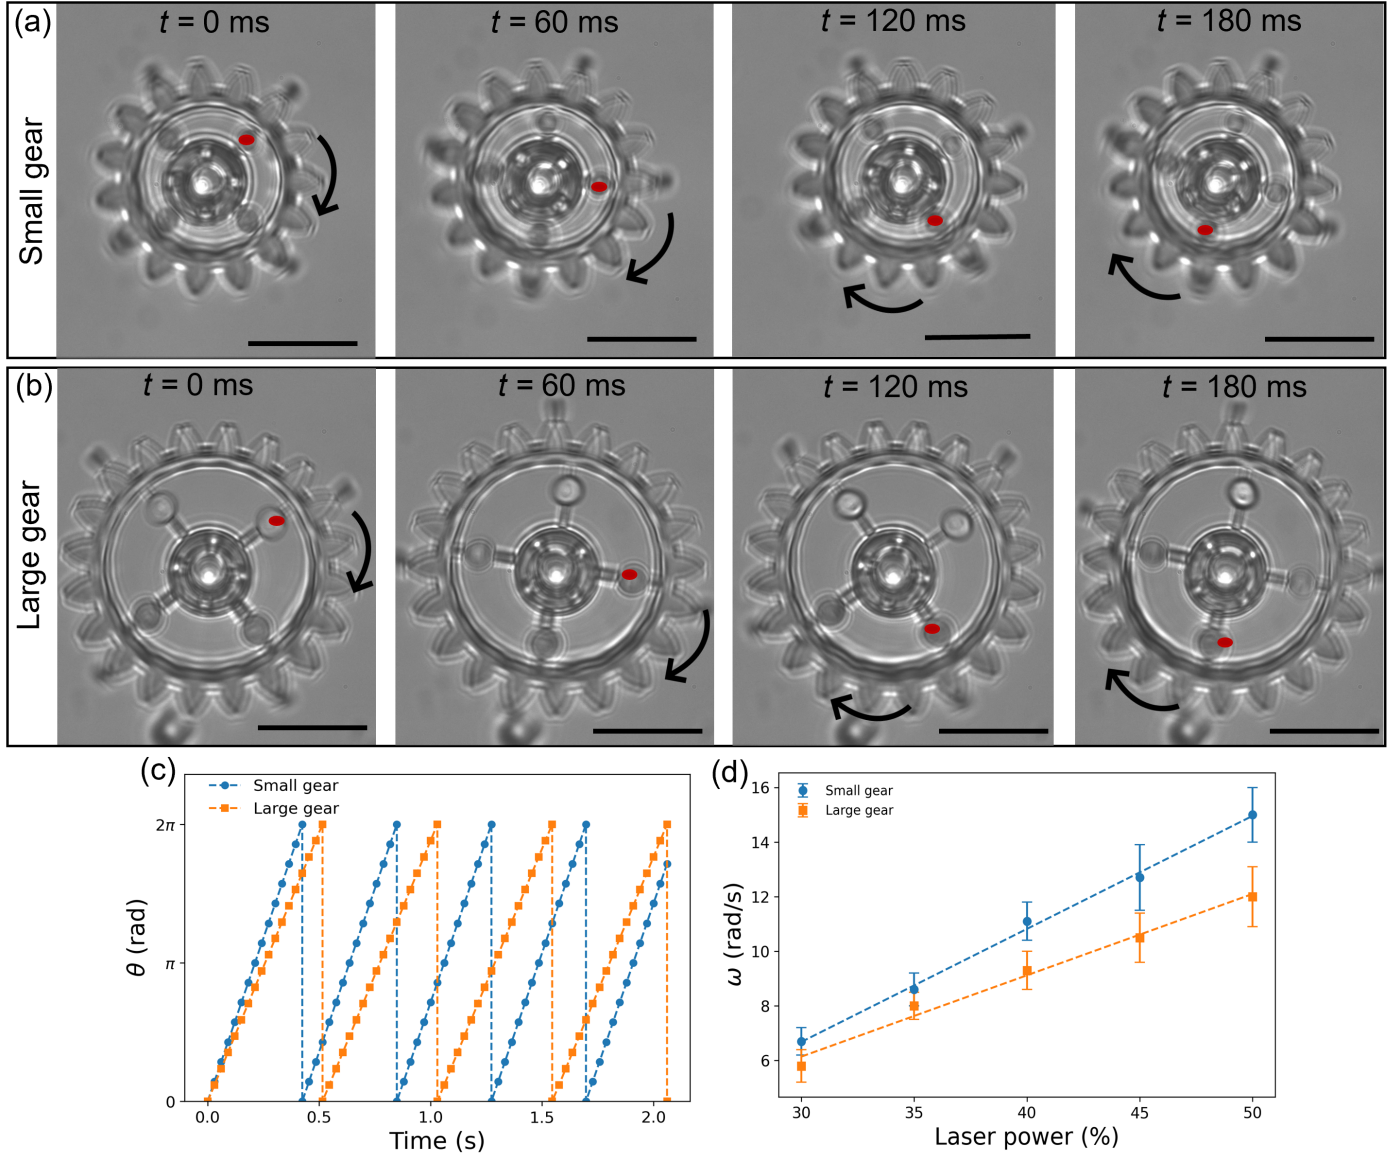 (a)
t = 0 ms
t = 60 ms
t = 120 ms
t = 180 ms
Small gear
(b)
t = 0 ms
t = 60 ms
t = 120 ms
t = 180 ms
Large gear
(c)
Small gear
Large gear
2π
π
0
θ (rad)
0.0
0.5
1.0
1.5
2.0
Time (s)
(d)
Small gear
Large gear
16
14
12
10
8
6
ω (rad/s)
30
35
40
45
50
Laser power (%)